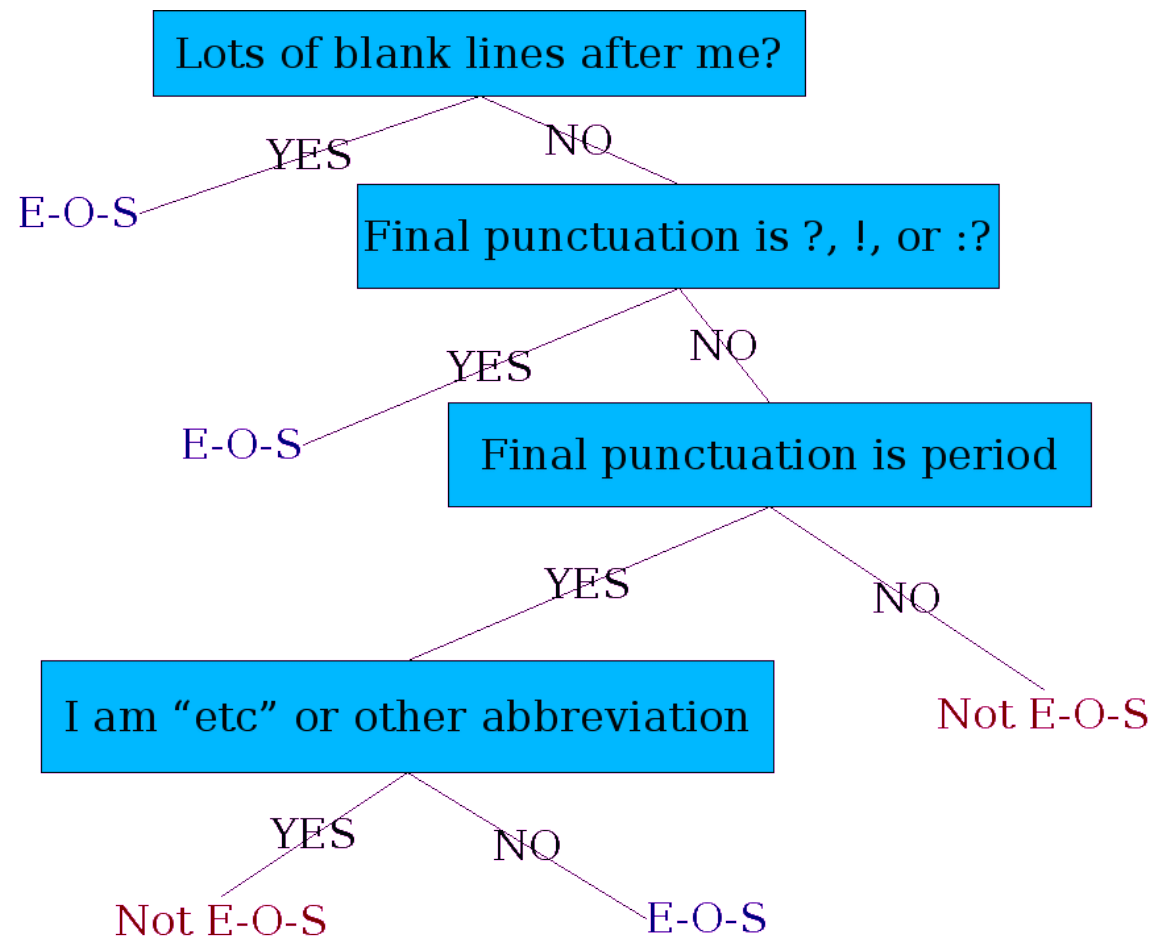 Lots of blank lines after me?
YES
NO
E-O-S
Final punctuation is ?, !, or :?
YES
NO
E-O-S
Final punctuation is period
YES
NO
I am “etc” or other abbreviation
Not E-O-S
YES
NO
Not E-O-S
E-O-S